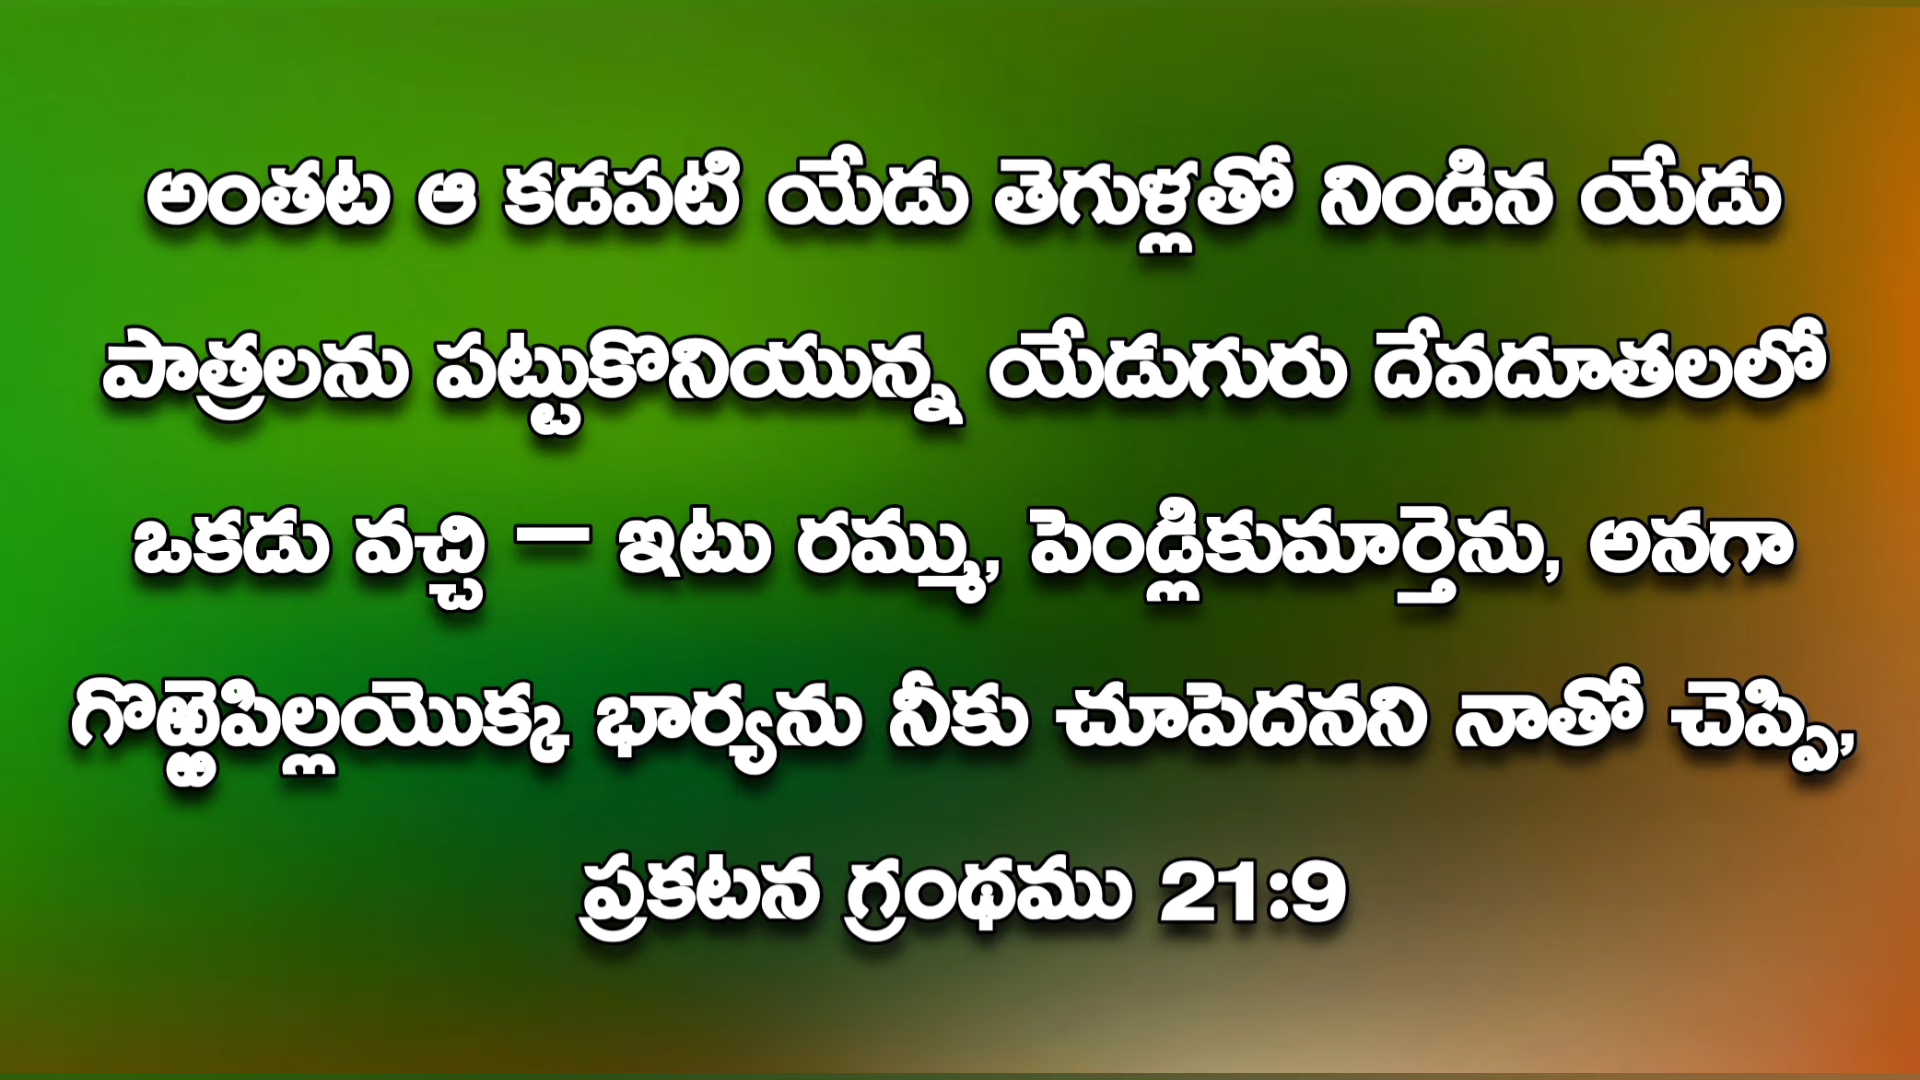 అంతట ఆ కడపటి యేడు తెగుళ్లతో నిండిన యేడు
పాత్రలను పట్టుకొనియున్న యేడుగురు దేవదూతలలో
ఒకడు వచ్చి – ఇటు రమ్ము, పెండ్లికుమార్తెను, అనగా
గొఱ్ఱెపిల్లయొక్క భార్యను నీకు చూపెదనని నాతో చెప్పి,
ప్రకటన గ్రంథము 21:9